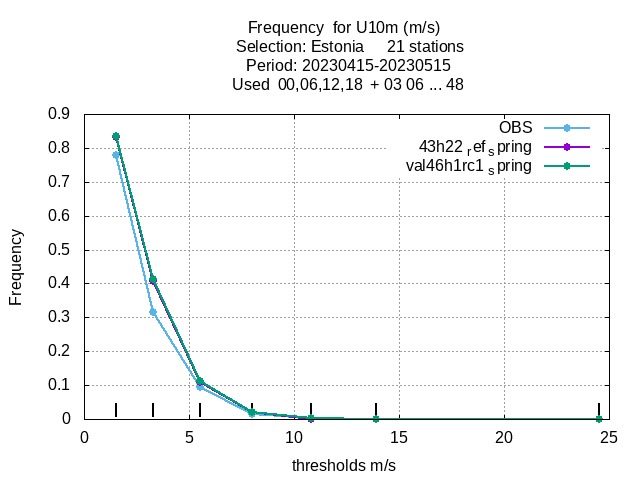 Frequency for U10m (m/s)
Selection: Estonia 21 stations
Period: 20230415-20230515
Used 00,06,12,18 + 03 06 ... 48
OBS
43h22 ref spring
val46h1rc1 spring
Frequency
0.9
0.8
0.7
0.6
0.5
0.4
0.3
0.2
0.1
0
0 5 10 15 20 25
thresholds m/s